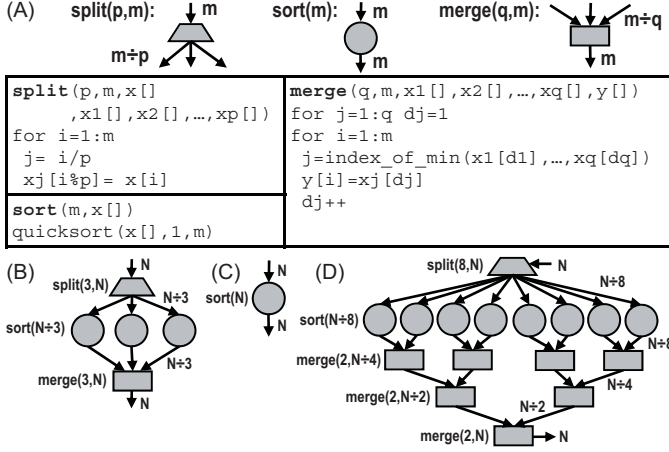 (A) split(p,m): m sort(m): m merge(q,m): m÷q
m÷p m m
split(p,m,x[]
,x1[],x2[],…,xp[])
for i=1:m
j= i/p
xj[i%p]= x[i]
sort(m,x[])
quicksort(x[],1,m)
merge(q,m,x1[],x2[],…,xq[],y[])
for j=1:q dj=1
for i=1:m
j=index_of_min(x1[d1],…,xq[dq])
y[i]=xj[dj]
dj++
(B) N
split(3,N)
N÷3
sort(N÷3)
N÷3
merge(3,N)
N
(C) N
sort(N)
N
(D)
split(8,N) N
N÷8
sort(N÷8)
N÷8
merge(2,N÷4)
N÷4
merge(2,N÷2)
N÷2
merge(2,N) N